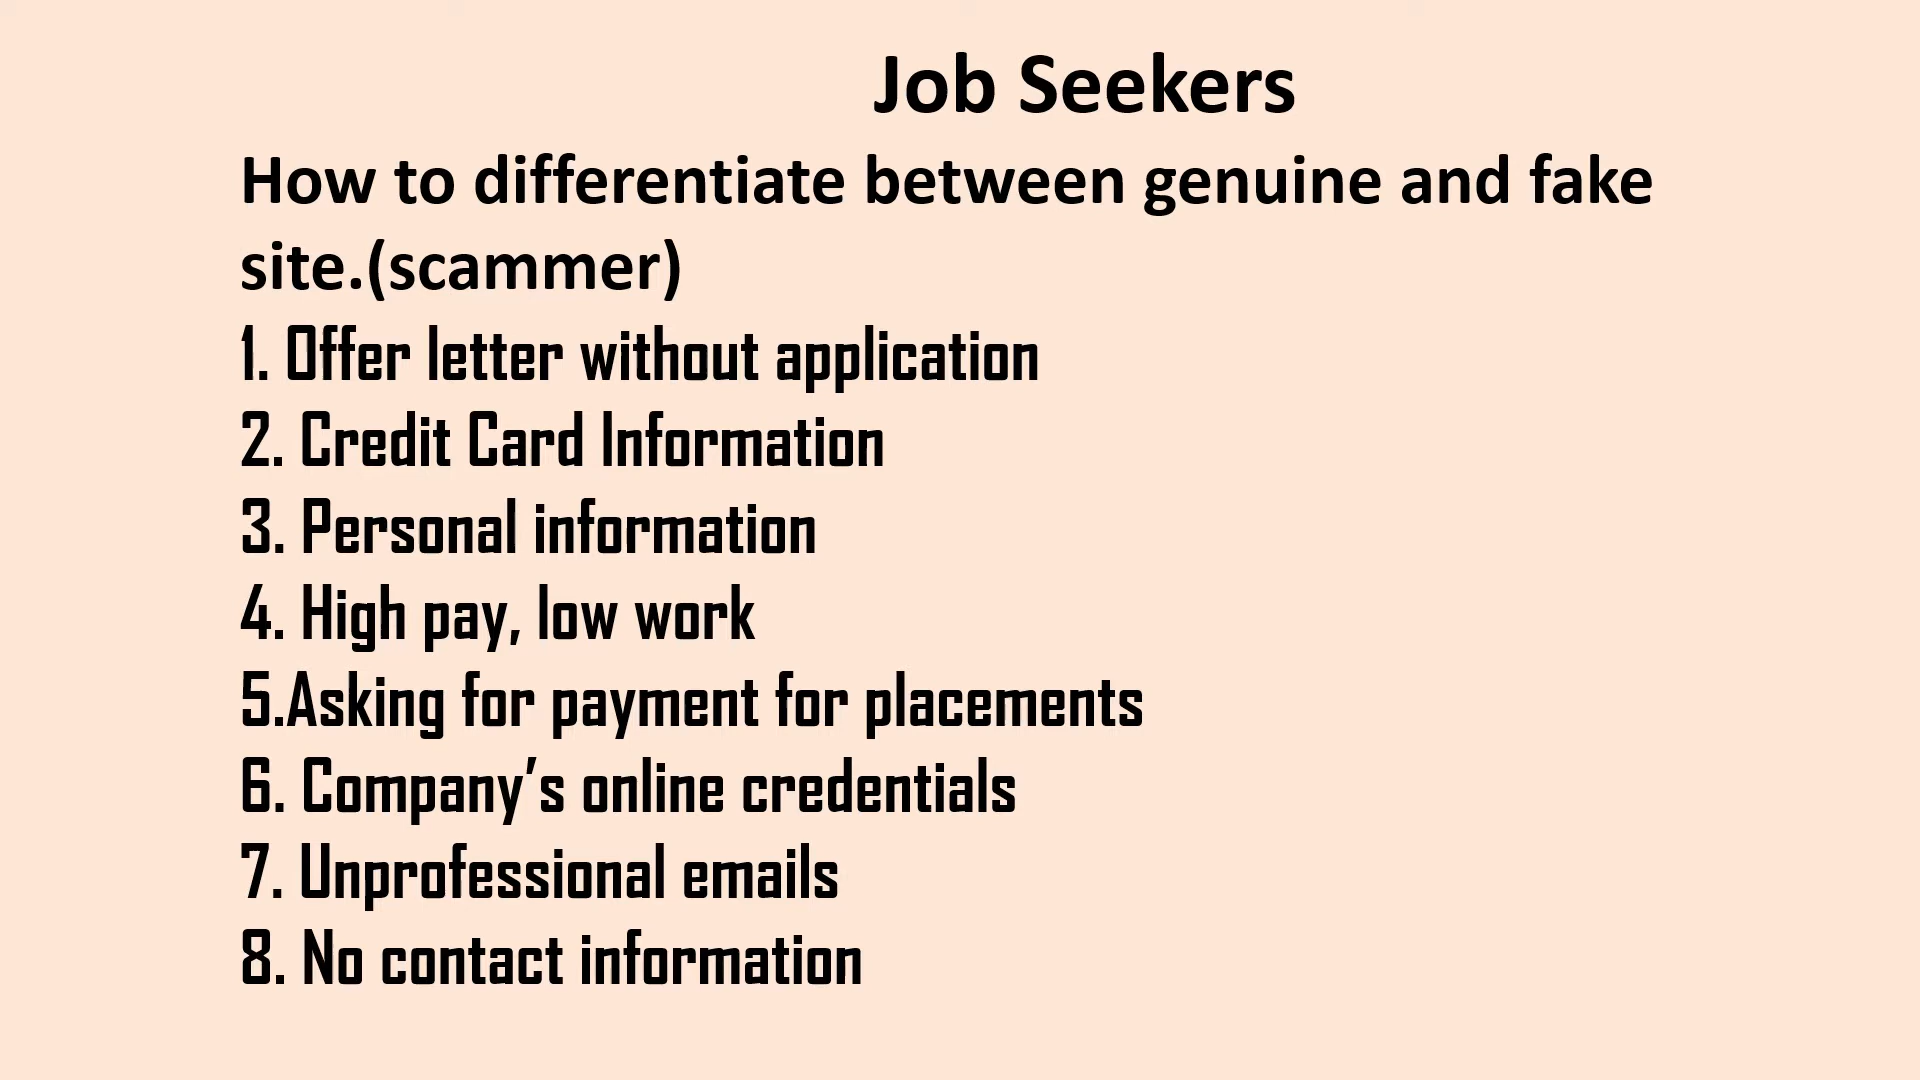 Job Seekers
How to differentiate between genuine and fake
site.(scammer)
1. Offer letter without application
2. Credit Card Information
3. Personal information
4. High pay, low work
5.Asking for payment for placements
6. Company’s online credentials
7. Unprofessional emails
8. No contact information